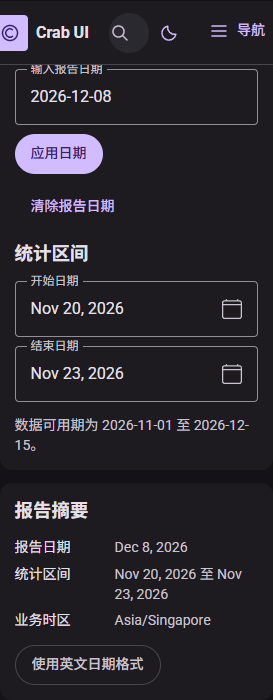 Crab UI
导航
输入报告日期
2026-12-08
应用日期
清除报告日期
统计区间
开始日期
Nov 20, 2026
结束日期
Nov 23, 2026
数据可用期为 2026-11-01 至 2026-12-
15。
报告摘要
报告日期 Dec 8, 2026
统计区间 Nov 20, 2026 至 Nov
23, 2026
业务时区 Asia/Singapore
使用英文日期格式